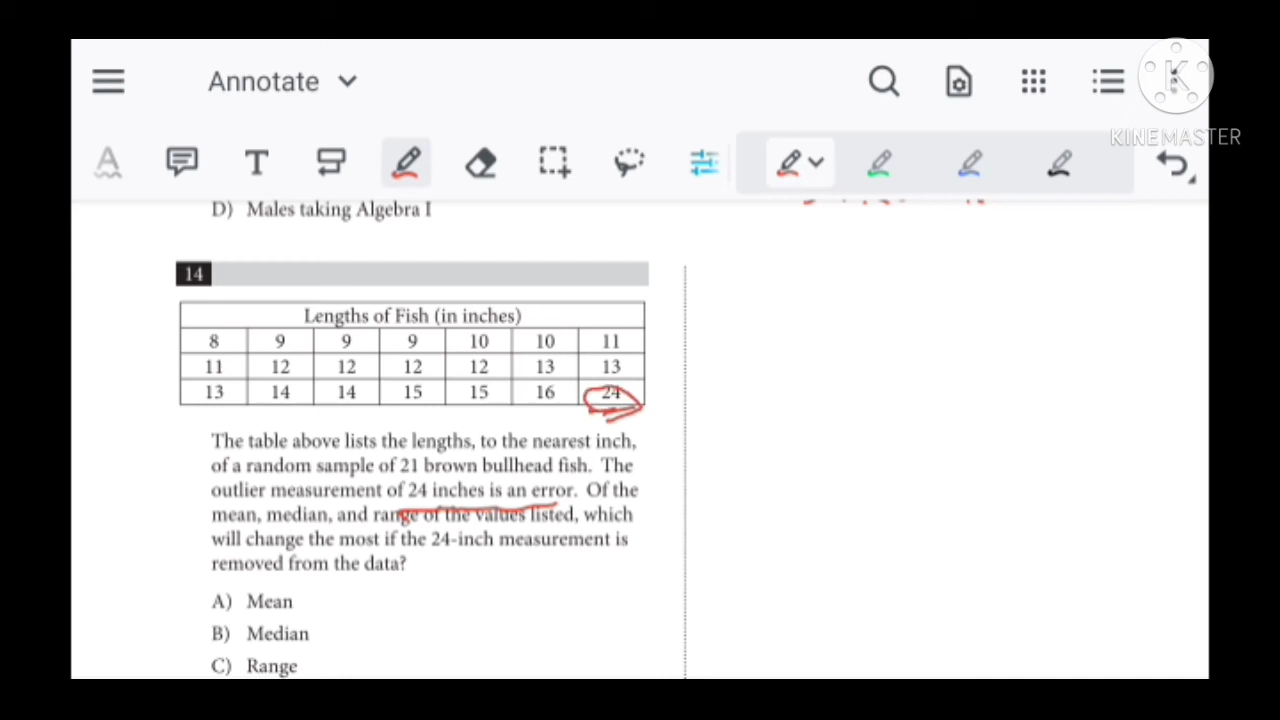 Annotate
KINEMASTER
D) Males taking Algebra I
14
Lengths of Fish (in inches)
8 9 9 9 10 10 11
11 12 12 12 12 13 13
13 14 14 15 15 16 24
The table above lists the lengths, to the nearest inch,
of a random sample of 21 brown bullhead fish. The
outlier measurement of 24 inches is an error. Of the
mean, median, and range of the values listed, which
will change the most if the 24-inch measurement is
removed from the data?
A) Mean
B) Median
C) Range